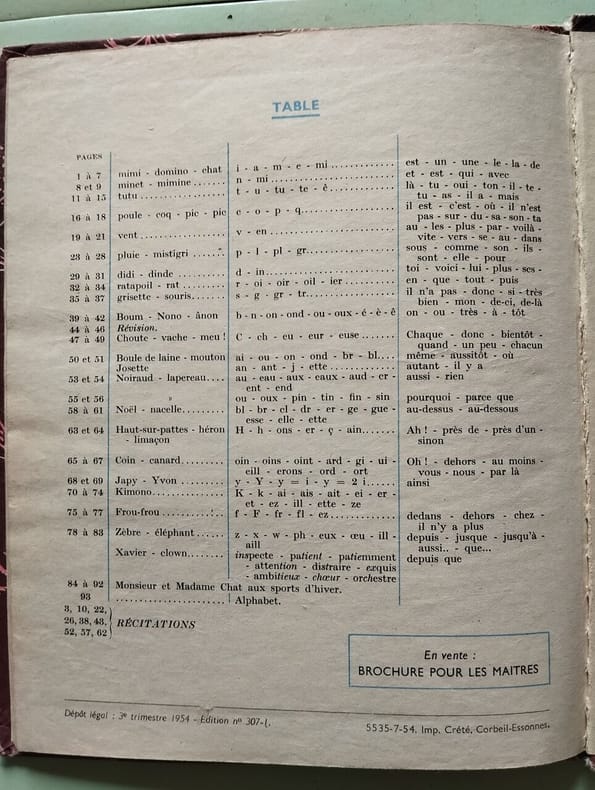 TABLE
PAGES
1 à 7 mimi - domino - chat i - a - m - e - mi ............ est - un - une - le - la - de
8 et 9 minet - mimine ....... n - mi .................... et - est - qui - avec
11 à 15 tutu .................. t - u - tu - te - ê ............ là - tu - oui - ton - il - te -
tu - as - il a - mais
16 à 18 poule - coq - pic - pic c - o - p - q ................. il est - c'est - où - il n'est
pas - sur - du - sa - son - ta
19 à 21 vent .................. v - en ..................... au - les - plus - par - voilà -
vite - vers - se - au - dans
23 à 28 pluie - mistigri ....... p - l - pl - gr ............... sous - comme - son - ils -
sont - elle - pour
29 à 31 didi - dinde .......... d - in ...................... toi - voici - lui - plus - ses -
32 à 34 ratapoil - rat .......... r - oi - oir - oil - ier ........ en - que - tout - puis
35 à 37 grisette - souris ....... s - g - gr - tr .............. il n'a pas - donc - si - très
bien - mon - de-ci, de-là
39 à 42 Boum - Nono - ânon b - n - on - ond - ou - oux - é - è - ê on - ou - très - à - tôt
44 à 46 Révision.
47 à 49 Choute - vache - meu ! C - ch - eu - eur - euse ....... Chaque - donc - bientôt -
quand - un peu - chacun
50 et 51 Boule de laine - mouton ai - ou - on - ond - br - bl .... même - aussitôt - où
Josette an - ant - j - ette ............ autant - il y a
53 et 54 Noiraud - lapereau .... au - eau - aux - eaux - aud - er - aussi - rien
ent - end
55 et 56 » ou - oux - pin - tin - fin - sin pourquoi - parce que
58 à 61 Noël - nacelle .......... bl - br - cl - dr - er - ge - gue - au-dessus - au-dessous
esse - elle - ette
63 et 64 Haut-sur-pattes - héron H - h - ons - er - ç - ain ....... Ah ! - près de - près d'un -
- limaçon sinon
65 à 67 Coin - canard ......... oin - oins - oint - ard - gi - ui - Oh ! - dehors - au moins -
eill - erons - ord - ort vous - nous - par là
68 et 69 Japy - Yvon .......... y - Y - y = i - y = 2 i ..... ainsi
70 à 74 Kimono ............... K - k - ai - ais - ait - ei - er -
et - ez - ill - ette - ze
75 à 77 Frou-frou ............. f - F - fr - fl - ez ............ dedans - dehors - chez -
il n'y a plus
78 à 83 Zèbre - éléphant ....... z - x - w - ph - eux - œu - ill - depuis - jusque - jusqu'à -
aill aussi.. - que...
Xavier - clown ......... inspecte - patient - patiemment depuis que
- attention - distraire - exquis
- ambitieux - chœur - orchestre
84 à 92 Monsieur et Madame Chat aux sports d'hiver.
93 ....................... Alphabet.
3, 10, 22,
26, 38, 43, RÉCITATIONS
52, 57, 62
En vente :
BROCHURE POUR LES MAITRES
Dépôt légal : 3e trimestre 1954 - Édition nº 307-I.
5535-7-54. Imp. Crété. Corbeil-Essonnes.